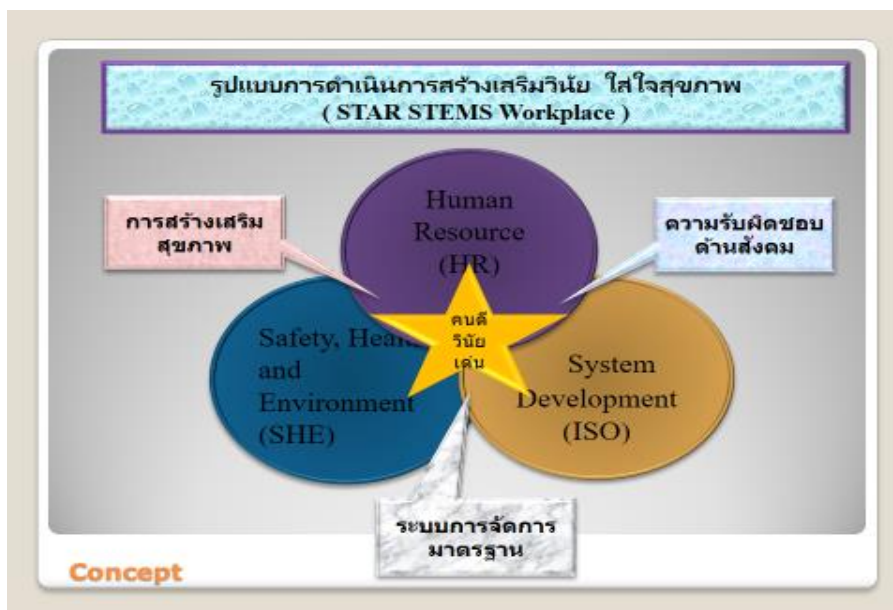 รูปแบบการดำเนินการสร้างเสริมวินัย ใส่ใจสุขภาพ
( STAR STEMS Workplace )
Human
Resource
(HR)
การสร้างเสริม
สุขภาพ
ความรับผิดชอบ
ด้านสังคม
คนดี
วินัย
เด่น
Safety, Health
and
Environment
(SHE)
System
Development
(ISO)
ระบบการจัดการ
มาตรฐาน
Concept